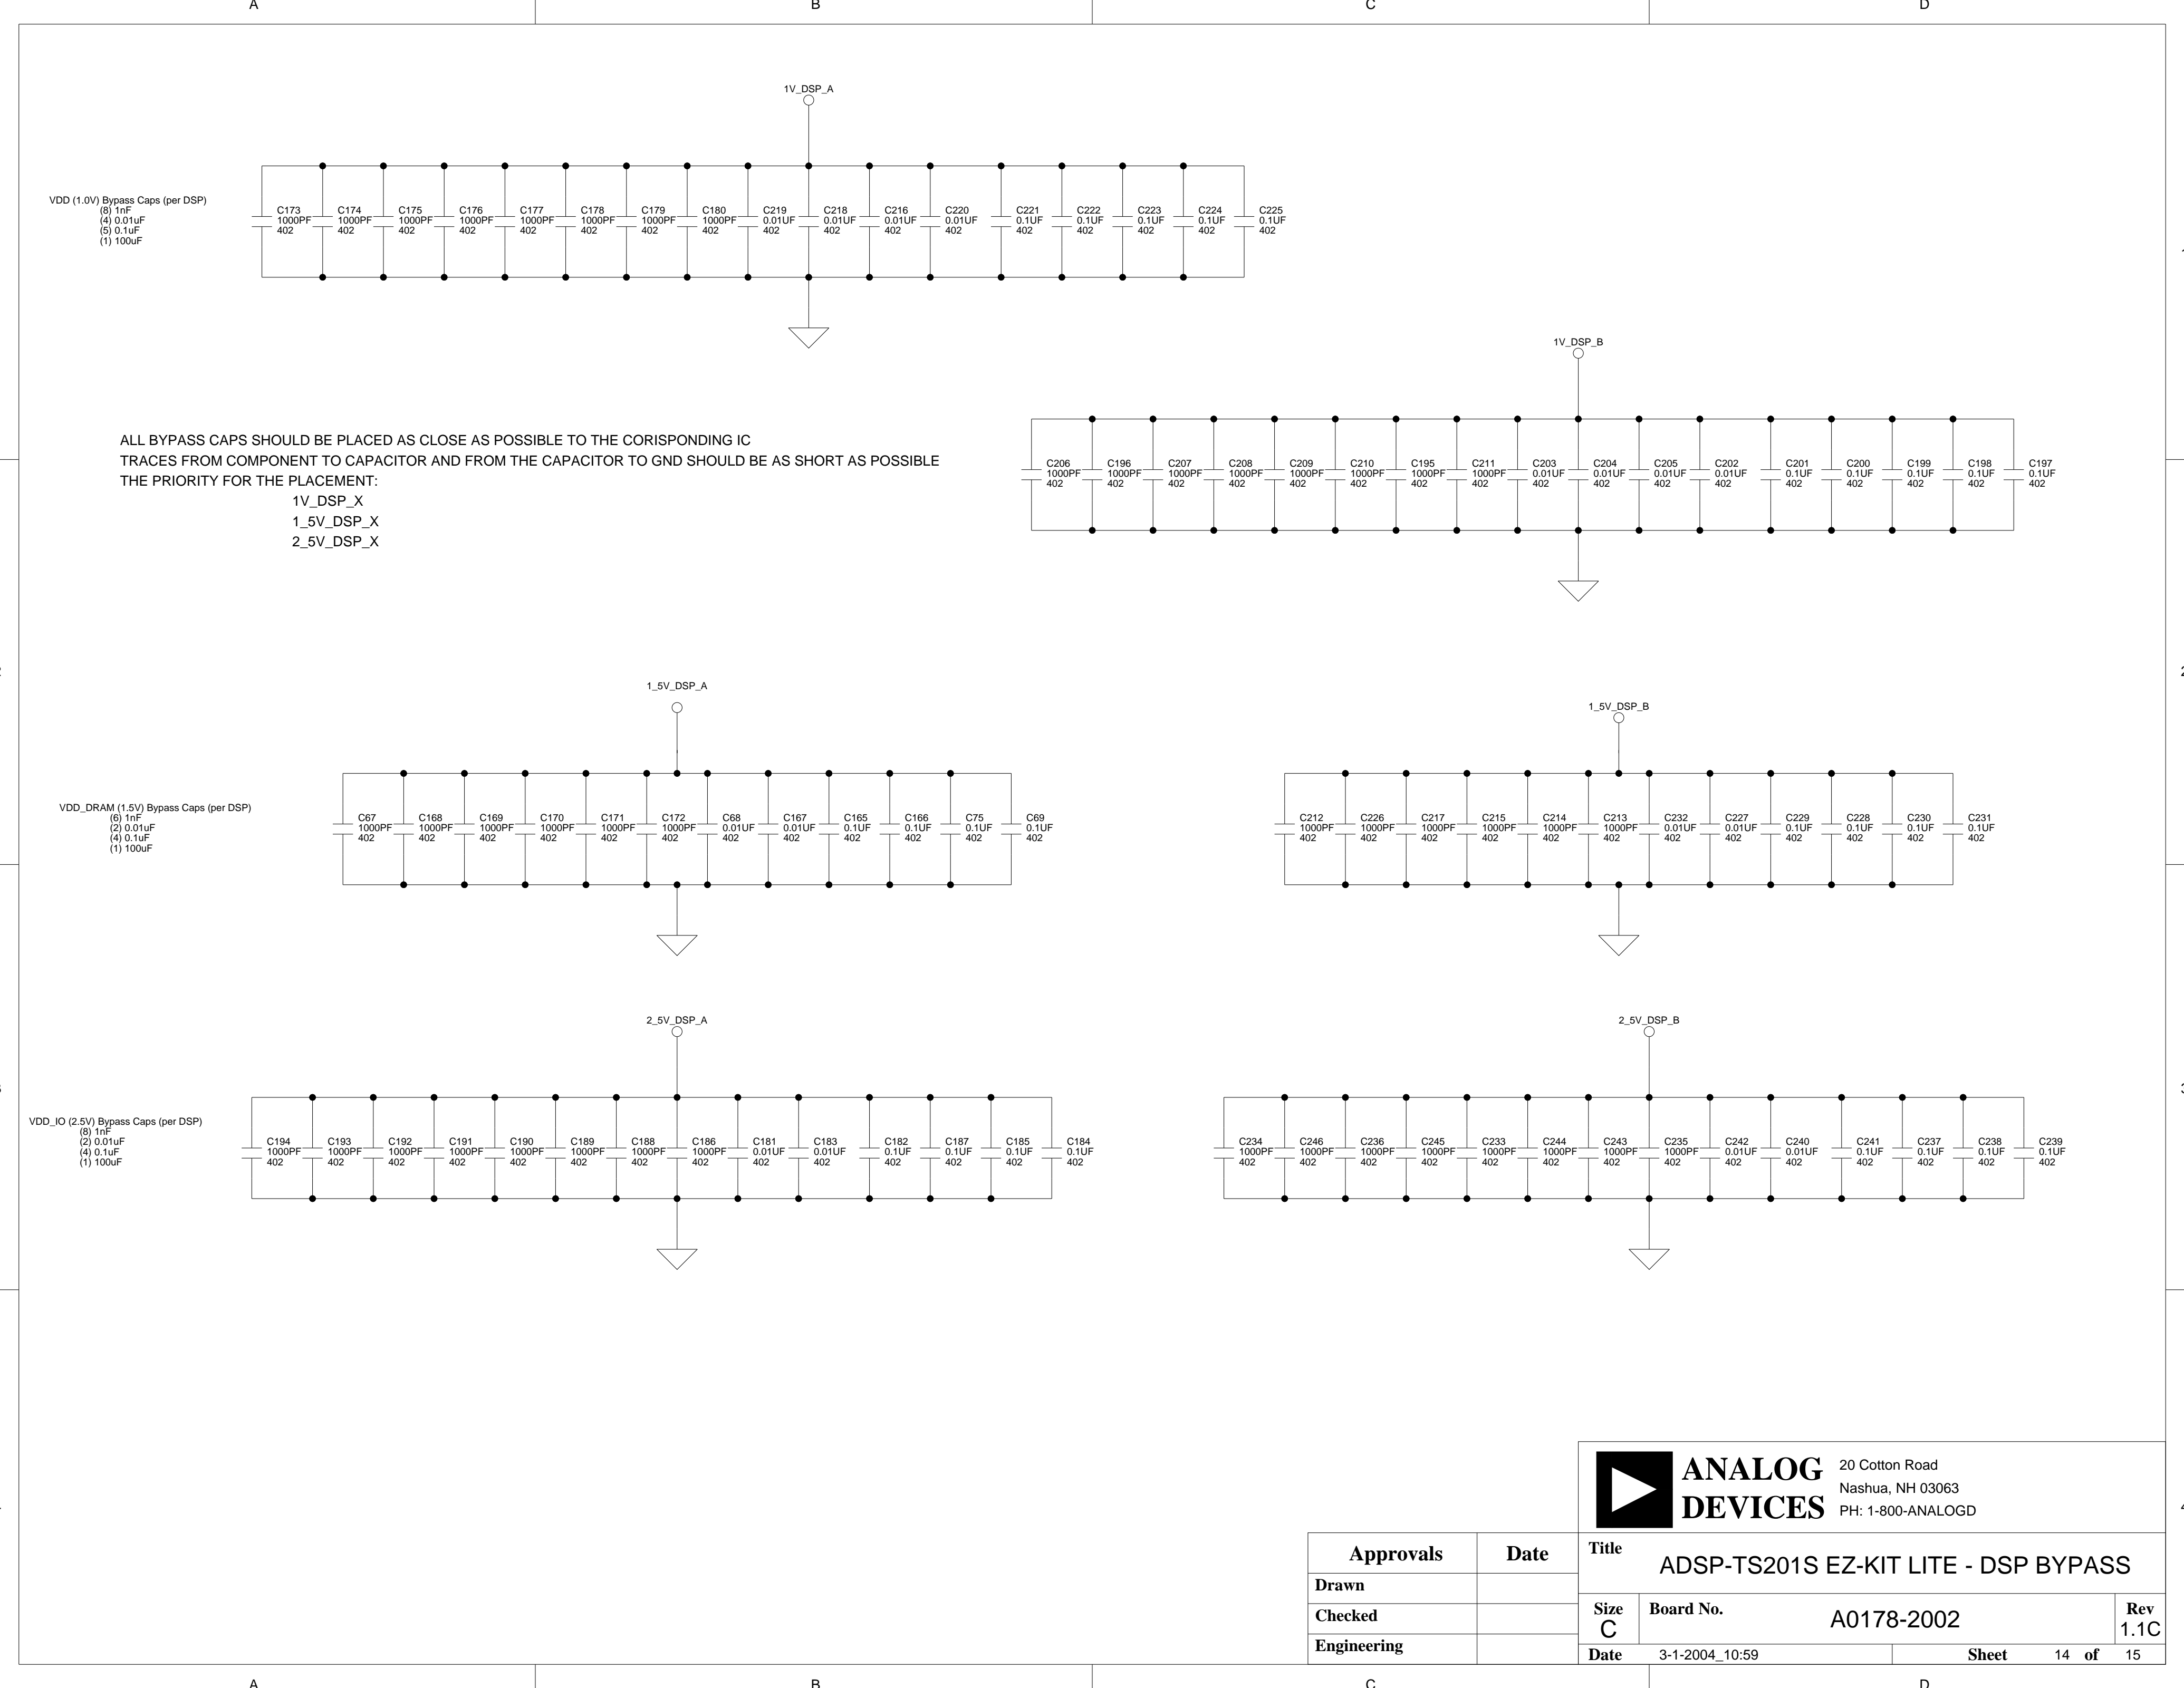 A B C D
1V_DSP_A
VDD (1.0V) Bypass Caps (per DSP)
(8) 1nF
(4) 0.01uF
(5) 0.1uF
(1) 100uF
C173 C174 C175 C176 C177 C178 C179 C180 C219 C218 C216 C220 C221 C222 C223 C224 C225
1000PF 1000PF 1000PF 1000PF 1000PF 1000PF 1000PF 1000PF 0.01UF 0.01UF 0.01UF 0.01UF 0.1UF 0.1UF 0.1UF 0.1UF 0.1UF
402 402 402 402 402 402 402 402 402 402 402 402 402 402 402 402 402
1V_DSP_B
ALL BYPASS CAPS SHOULD BE PLACED AS CLOSE AS POSSIBLE TO THE CORISPONDING IC
TRACES FROM COMPONENT TO CAPACITOR AND FROM THE CAPACITOR TO GND SHOULD BE AS SHORT AS POSSIBLE
THE PRIORITY FOR THE PLACEMENT:
1V_DSP_X
1_5V_DSP_X
2_5V_DSP_X
C206 C196 C207 C208 C209 C210 C195 C211 C203 C204 C205 C202 C201 C200 C199 C198 C197
1000PF 1000PF 1000PF 1000PF 1000PF 1000PF 1000PF 1000PF 0.01UF 0.01UF 0.01UF 0.01UF 0.1UF 0.1UF 0.1UF 0.1UF 0.1UF
402 402 402 402 402 402 402 402 402 402 402 402 402 402 402 402 402
2
1_5V_DSP_A
1_5V_DSP_B
VDD_DRAM (1.5V) Bypass Caps (per DSP)
(6) 1nF
(2) 0.01uF
(4) 0.1uF
(1) 100uF
C67 C168 C169 C170 C171 C172 C68 C167 C165 C166 C75 C69
1000PF 1000PF 1000PF 1000PF 1000PF 1000PF 0.01UF 0.01UF 0.1UF 0.1UF 0.1UF 0.1UF
402 402 402 402 402 402 402 402 402 402 402 402
C212 C226 C217 C215 C214 C213 C232 C227 C229 C228 C230 C231
1000PF 1000PF 1000PF 1000PF 1000PF 1000PF 0.01UF 0.01UF 0.1UF 0.1UF 0.1UF 0.1UF
402 402 402 402 402 402 402 402 402 402 402 402
2_5V_DSP_A
2_5V_DSP_B
3
VDD_IO (2.5V) Bypass Caps (per DSP)
(8) 1nF
(2) 0.01uF
(4) 0.1uF
(1) 100uF
C194 C193 C192 C191 C190 C189 C188 C186 C181 C183 C182 C187 C185 C184
1000PF 1000PF 1000PF 1000PF 1000PF 1000PF 1000PF 1000PF 0.01UF 0.01UF 0.1UF 0.1UF 0.1UF 0.1UF
402 402 402 402 402 402 402 402 402 402 402 402 402 402
C234 C246 C236 C245 C233 C244 C243 C235 C242 C240 C241 C237 C238 C239
1000PF 1000PF 1000PF 1000PF 1000PF 1000PF 1000PF 1000PF 0.01UF 0.01UF 0.1UF 0.1UF 0.1UF 0.1UF
402 402 402 402 402 402 402 402 402 402 402 402 402 402
ANALOG
DEVICES
20 Cotton Road
Nashua, NH 03063
PH: 1-800-ANALOGD
4
Approvals Date
Drawn
Checked
Engineering
Title
ADSP-TS201S EZ-KIT LITE - DSP BYPASS
Size
C
Board No.
A0178-2002
Rev
1.1C
Date 3-1-2004_10:59 Sheet 14 of 15
A B C D